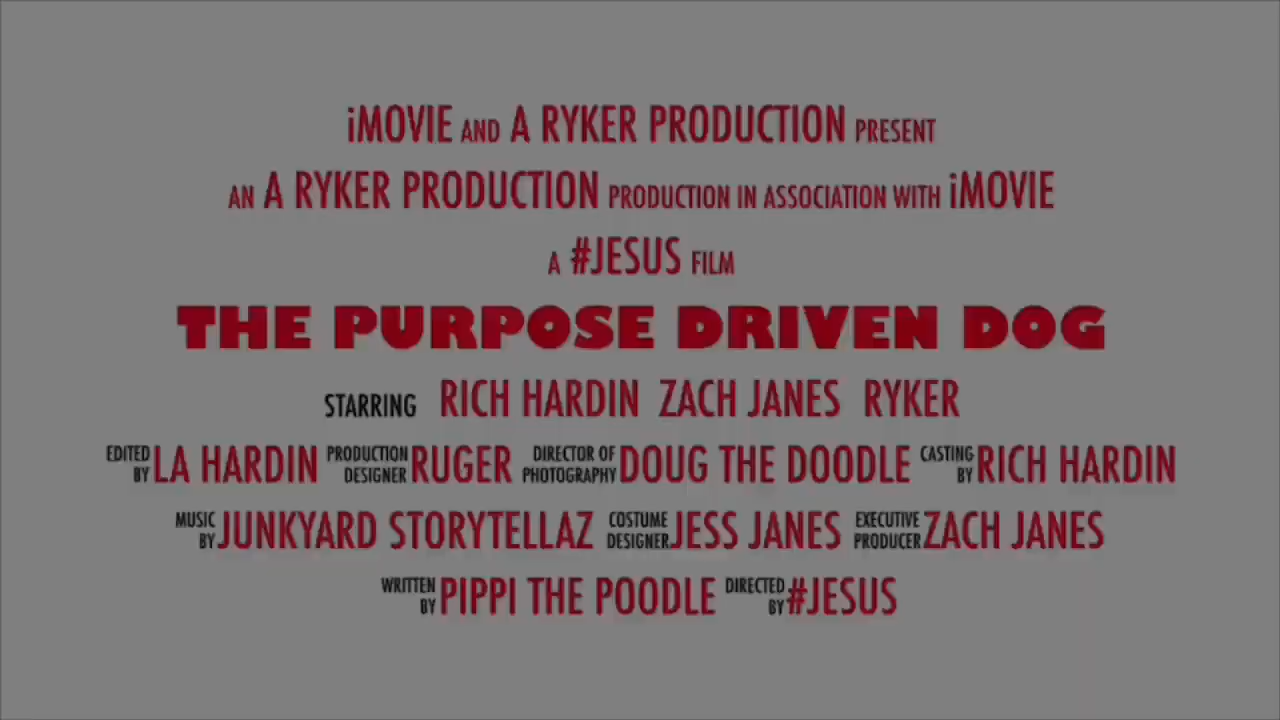 iMOVIE AND A RYKER PRODUCTION PRESENT
AN A RYKER PRODUCTION PRODUCTION IN ASSOCIATION WITH iMOVIE
A #JESUS FILM
THE PURPOSE DRIVEN DOG
STARRING RICH HARDIN ZACH JANES RYKER
EDITED BY LA HARDIN PRODUCTION DESIGNER RUGER DIRECTOR OF PHOTOGRAPHY DOUG THE DOODLE CASTING BY RICH HARDIN
MUSIC BY JUNKYARD STORYTELLAZ COSTUME DESIGNER JESS JANES EXECUTIVE PRODUCER ZACH JANES
WRITTEN BY PIPPI THE POODLE DIRECTED BY #JESUS